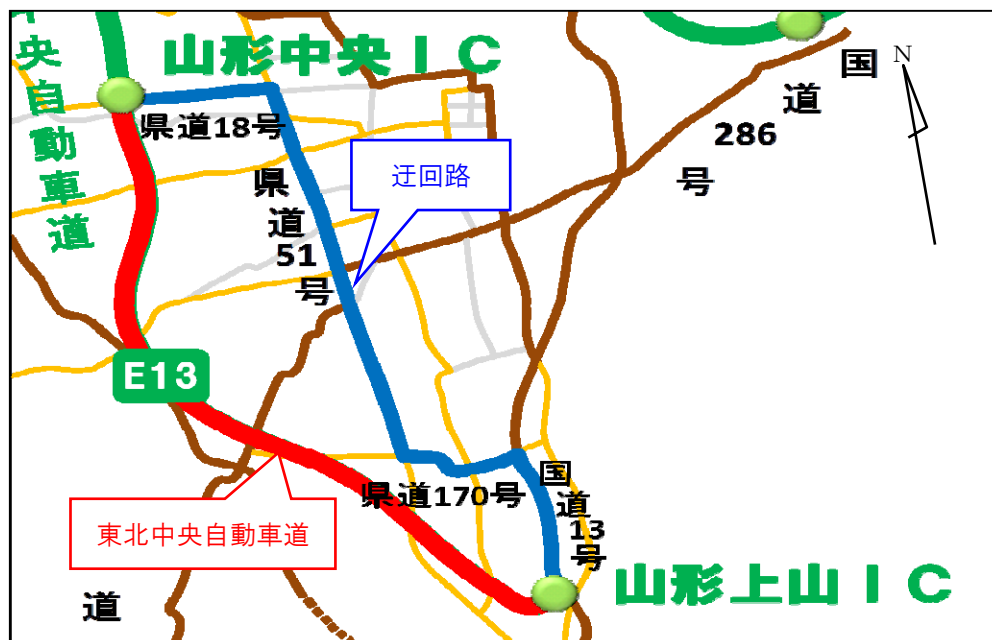 中央自動車道
山形中央IC
国道286号
N
県道18号
迂回路
県道51号
E13
県道170号
国道13号
東北中央自動車道
山形上山IC
道